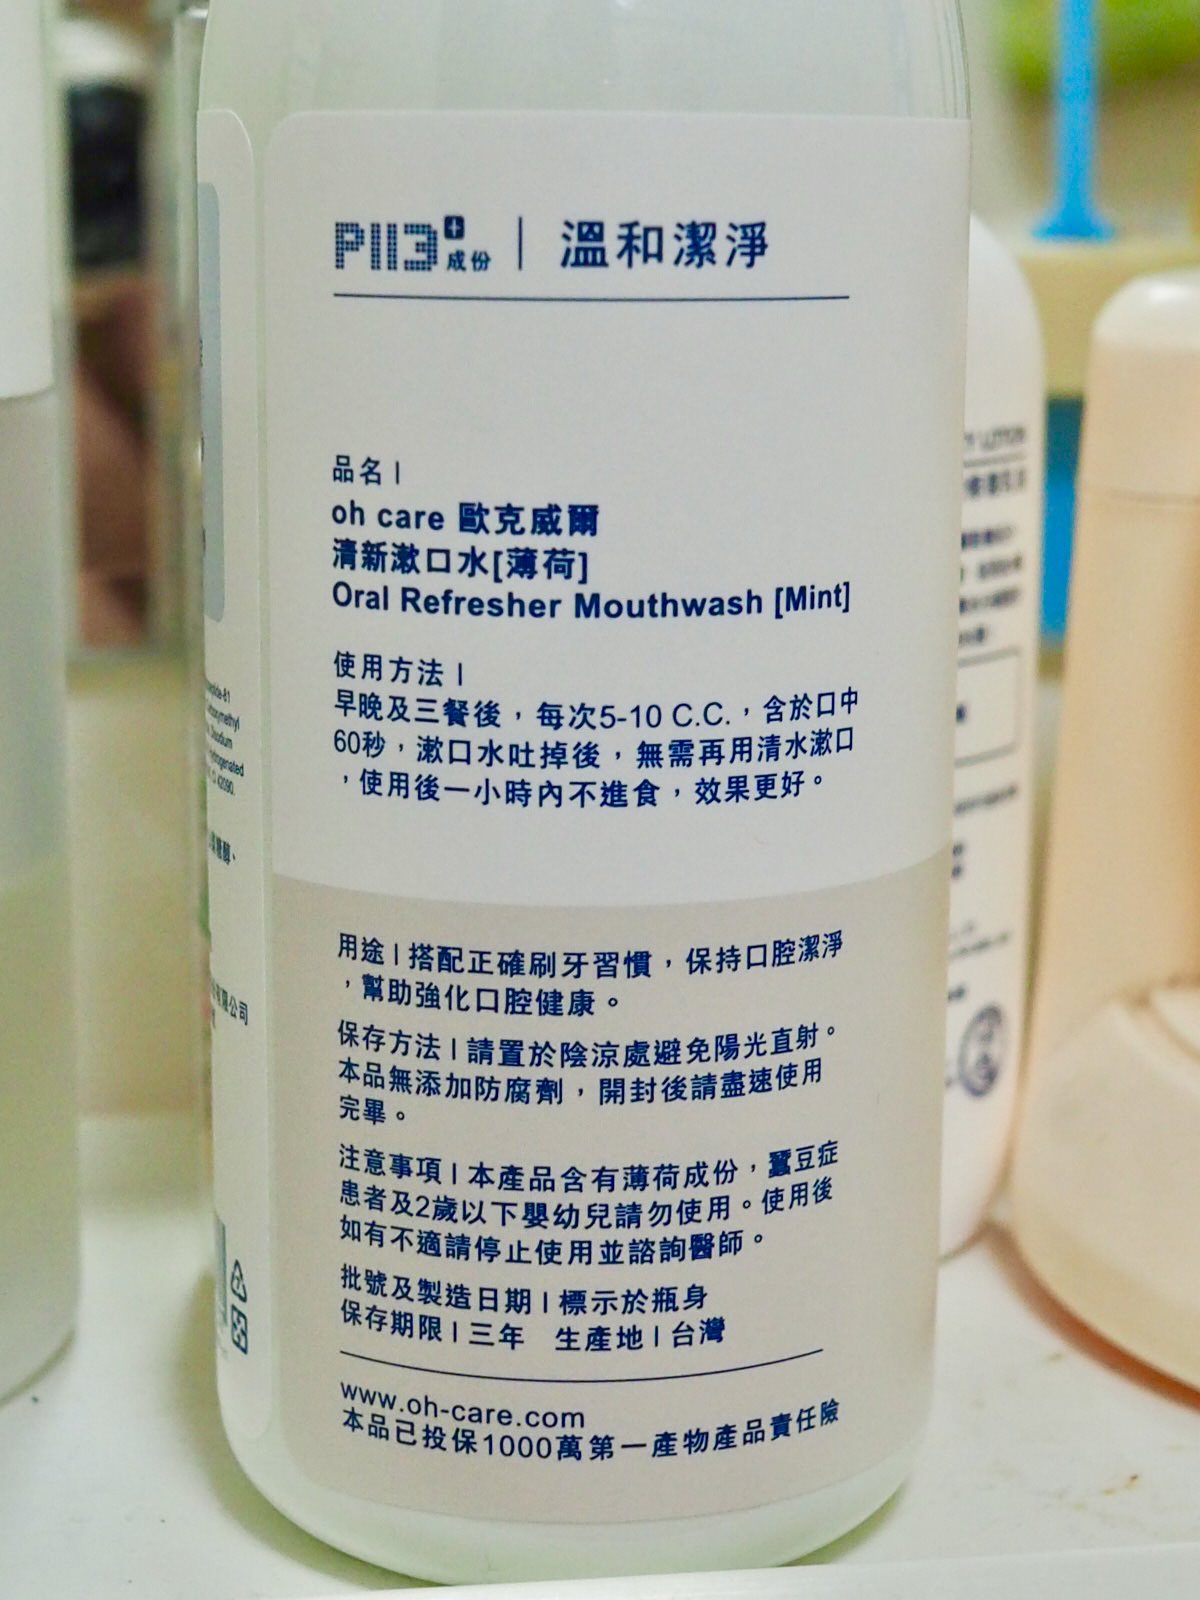 P113+成份 | 溫和潔淨
品名 |
oh care 歐克威爾
清新漱口水[薄荷]
Oral Refresher Mouthwash [Mint]
使用方法 |
早晚及三餐後，每次5-10 C.C.，含於口中
60秒，漱口水吐掉後，無需再用清水漱口
，使用後一小時內不進食，效果更好。
用途 | 搭配正確刷牙習慣，保持口腔潔淨
，幫助強化口腔健康。
保存方法 | 請置於陰涼處避免陽光直射。
本品無添加防腐劑，開封後請盡速使用
完畢。
注意事項 | 本產品含有薄荷成份，蠶豆症
患者及2歲以下嬰幼兒請勿使用。使用後
如有不適請停止使用並諮詢醫師。
批號及製造日期 | 標示於瓶身
保存期限 | 三年 生產地 | 台灣
www.oh-care.com
本品已投保1000萬第一產物產品責任險
有限公司